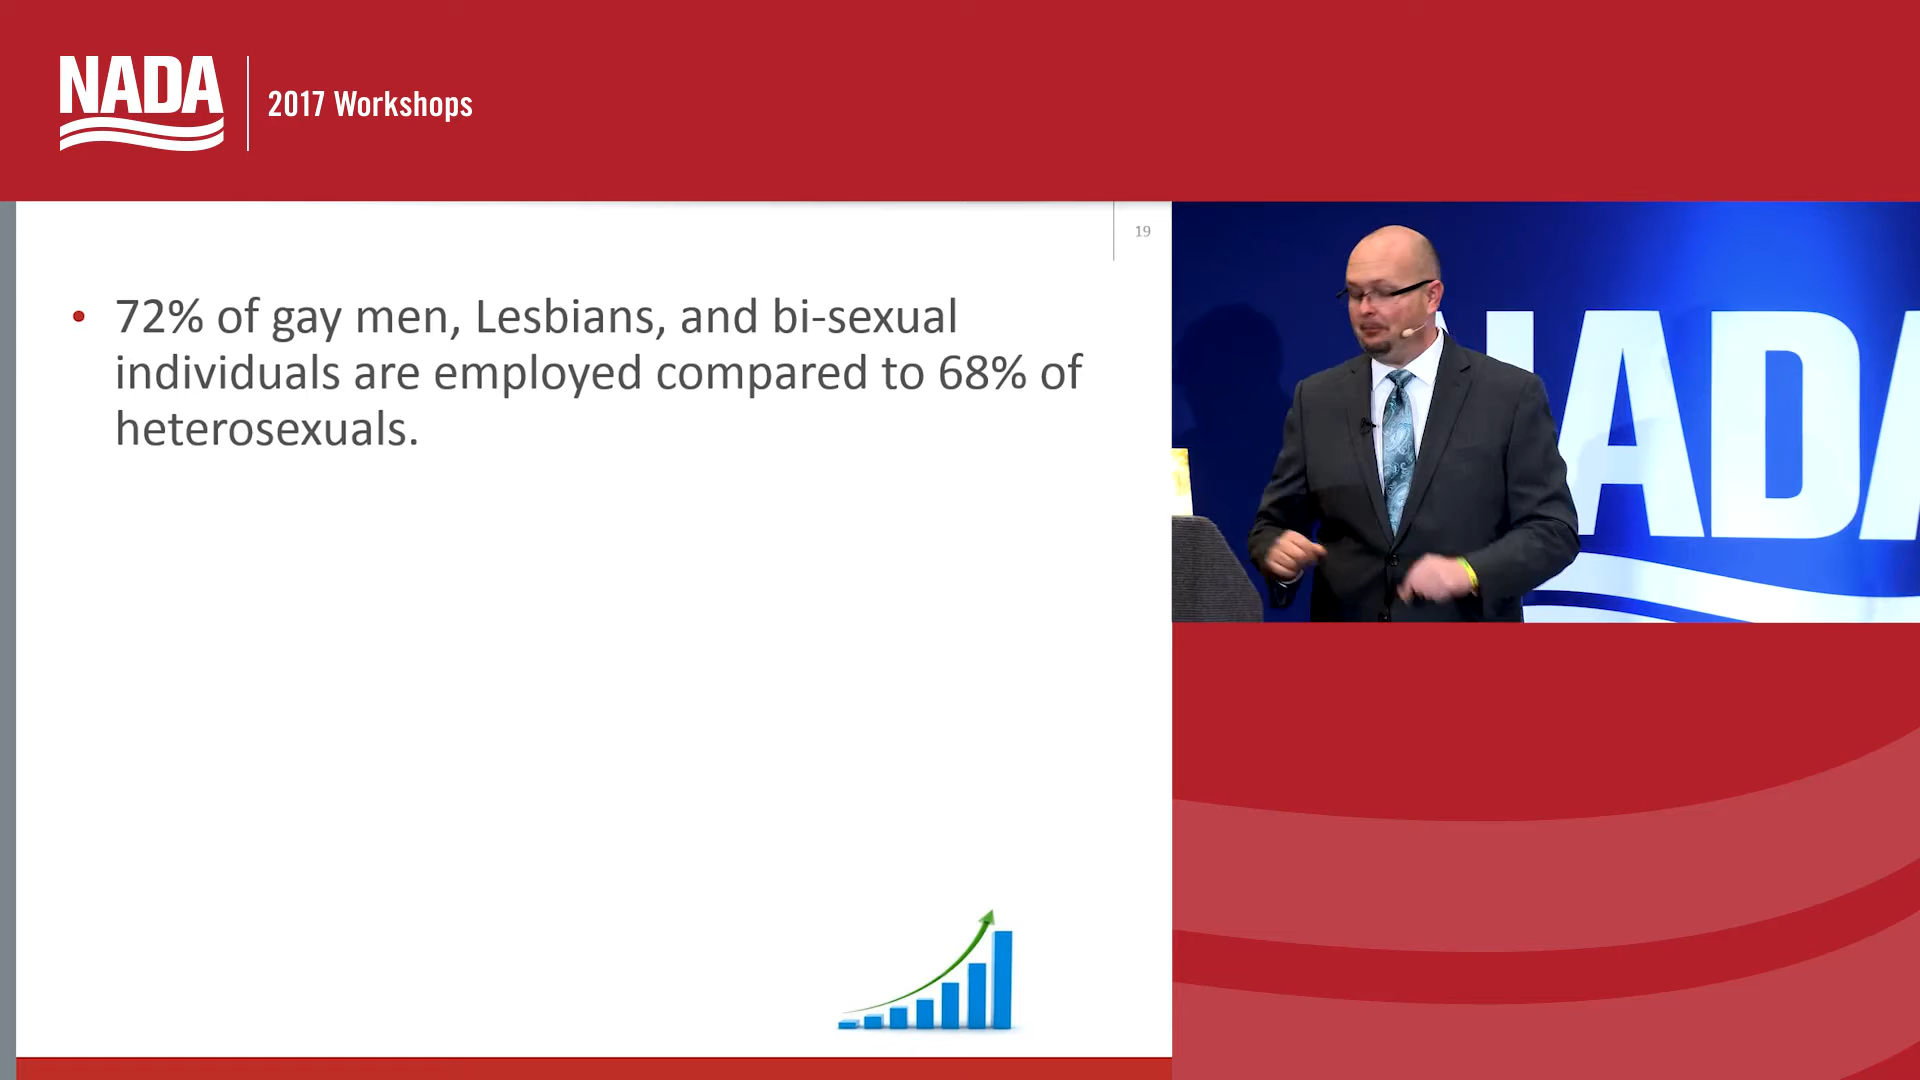 NADA
2017 Workshops
19
• 72% of gay men, Lesbians, and bi-sexual
individuals are employed compared to 68% of
heterosexuals.
NADA